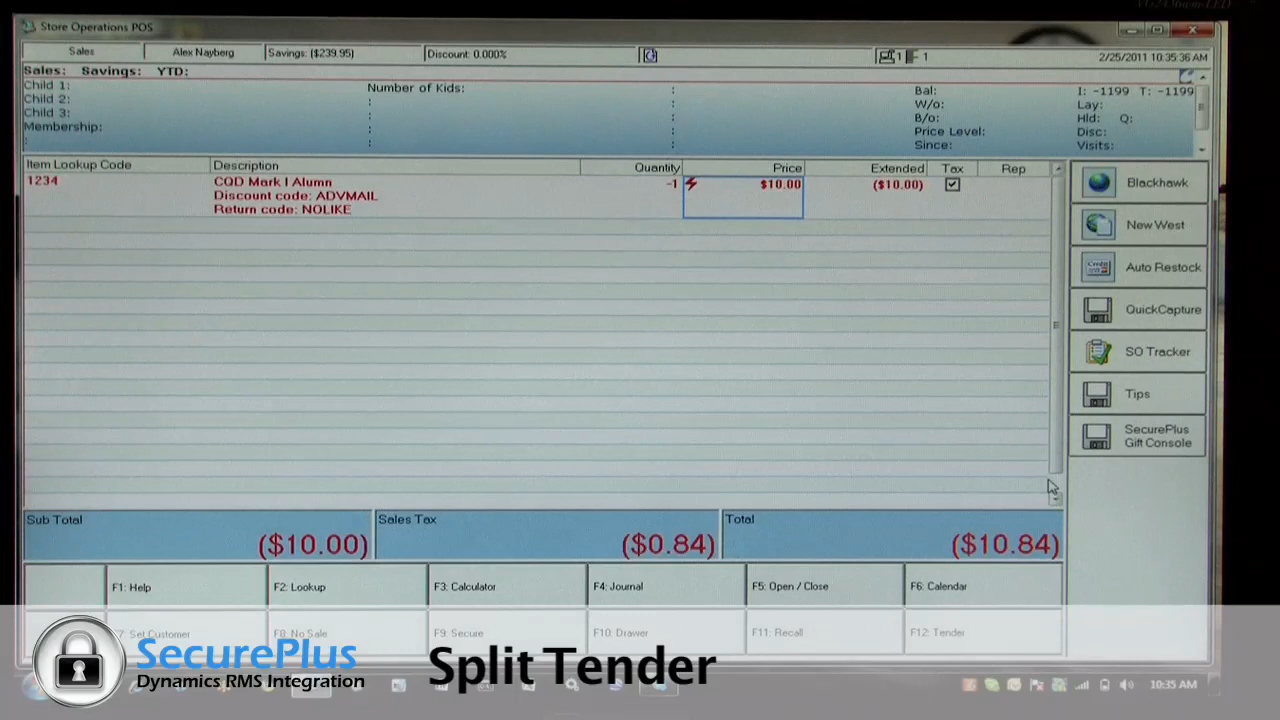 Store Operations POS
Sales Alex Nayberg Savings: ($239.95) Discount: 0.000% 1 1 2/25/2011 10:35:36 AM
Sales: Savings: YTD:
Child 1: Number of Kids: : Bal: I: -1199 T: -1199
Child 2: : : W/o: Lay:
Child 3: : : B/o: Hld: Q:
Membership: : : Price Level: Disc:
: : : Since: Visits:
Item Lookup Code Description Quantity Price Extended Tax Rep
1234 CQD Mark I Alumn -1 $10.00 ($10.00)
Discount code: ADVMAIL
Return code: NOLIKE
Blackhawk
New West
Auto Restock
QuickCapture
SO Tracker
Tips
SecurePlus
Gift Console
Sub Total Sales Tax Total
($10.00) ($0.84) ($10.84)
F1: Help F2: Lookup F3: Calculator F4: Journal F5: Open / Close F6: Calendar
F7: Set Customer F8: No Sale F9: Secure F10: Drawer F11: Recall F12: Tender
SecurePlus
Dynamics RMS Integration
Split Tender
10:35 AM